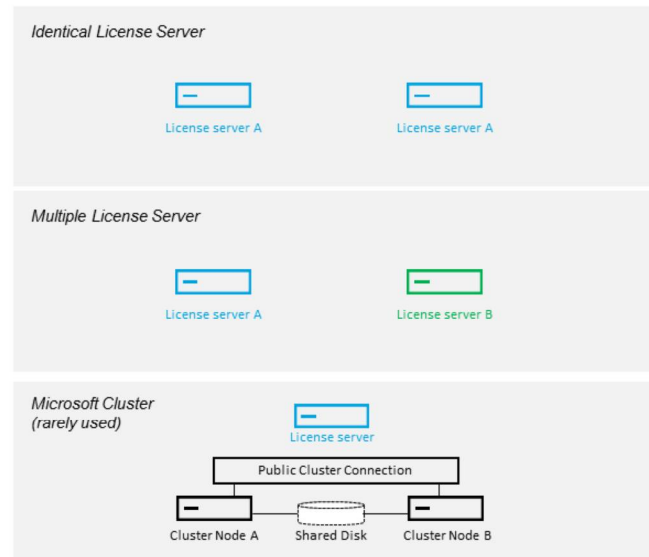 Identical License Server
License server A
License server A
Multiple License Server
License server A
License server B
Microsoft Cluster
(rarely used)
License server
Public Cluster Connection
Cluster Node A
Shared Disk
Cluster Node B